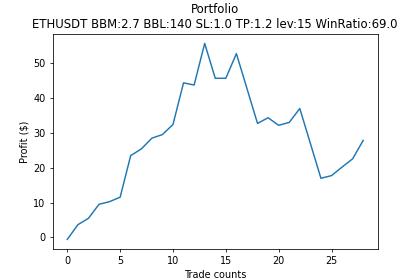 Portfolio
ETHUSDT BBM:2.7 BBL:140 SL:1.0 TP:1.2 lev:15 WinRatio:69.0
50
40
30
20
10
0
Profit ($)
0 5 10 15 20 25
Trade counts